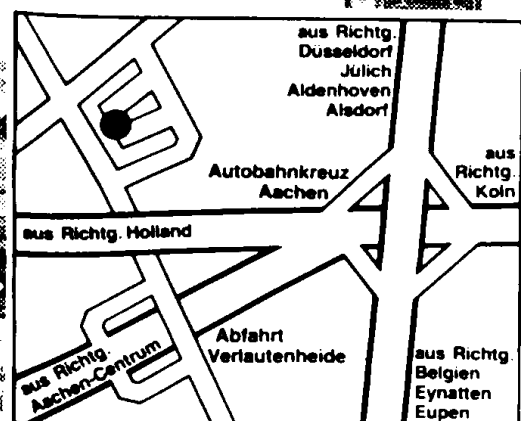 aus Richtg.
Düsseldorf
Jülich
Aldenhoven
Alsdorf
Autobahnkreuz
Aachen
aus
Richtg.
Köln
aus Richtg. Holland
Abfahrt
Verlautenheide
aus Richtg.
Aachen-Centrum
aus Richtg.
Belgien
Eynatten
Eupen